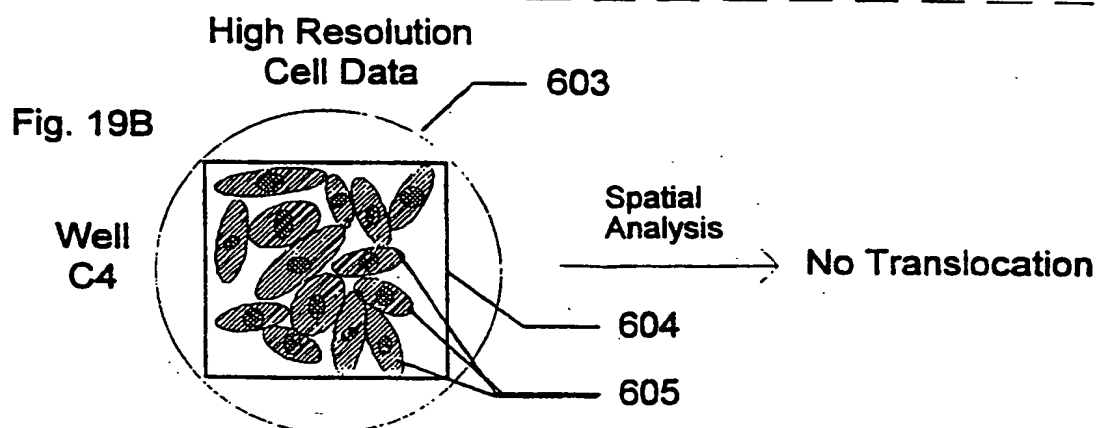 High Resolution
Cell Data
603
Fig. 19B
Well
C4
Spatial
Analysis
No Translocation
604
605